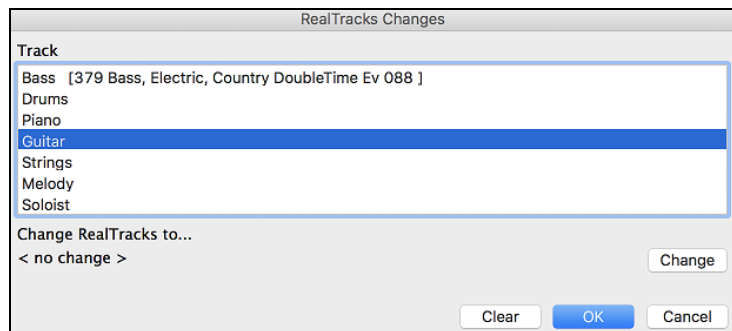 RealTracks Changes
Track
Bass [379 Bass, Electric, Country DoubleTime Ev 088 ]
Drums
Piano
Guitar
Strings
Melody
Soloist
Change RealTracks to...
< no change >
Change
Clear OK Cancel